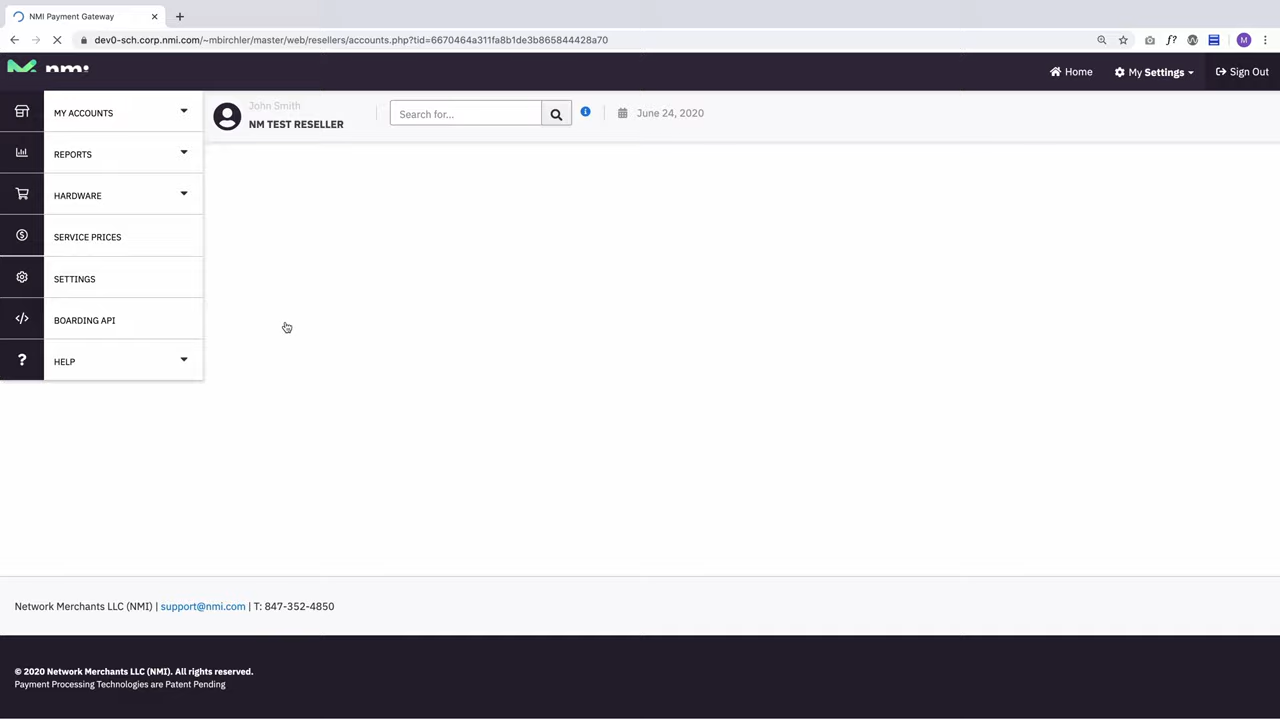 NMI Payment Gateway
dev0-sch.corp.nmi.com/~mbirchler/master/web/resellers/accounts.php?tid=6670464a311fa8b1de3b865844428a70
f?
M
nmi
Home
My Settings
Sign Out
MY ACCOUNTS
John Smith
NM TEST RESELLER
Search for...
June 24, 2020
REPORTS
HARDWARE
SERVICE PRICES
SETTINGS
BOARDING API
HELP
Network Merchants LLC (NMI) | support@nmi.com | T: 847-352-4850
© 2020 Network Merchants LLC (NMI). All rights reserved.
Payment Processing Technologies are Patent Pending